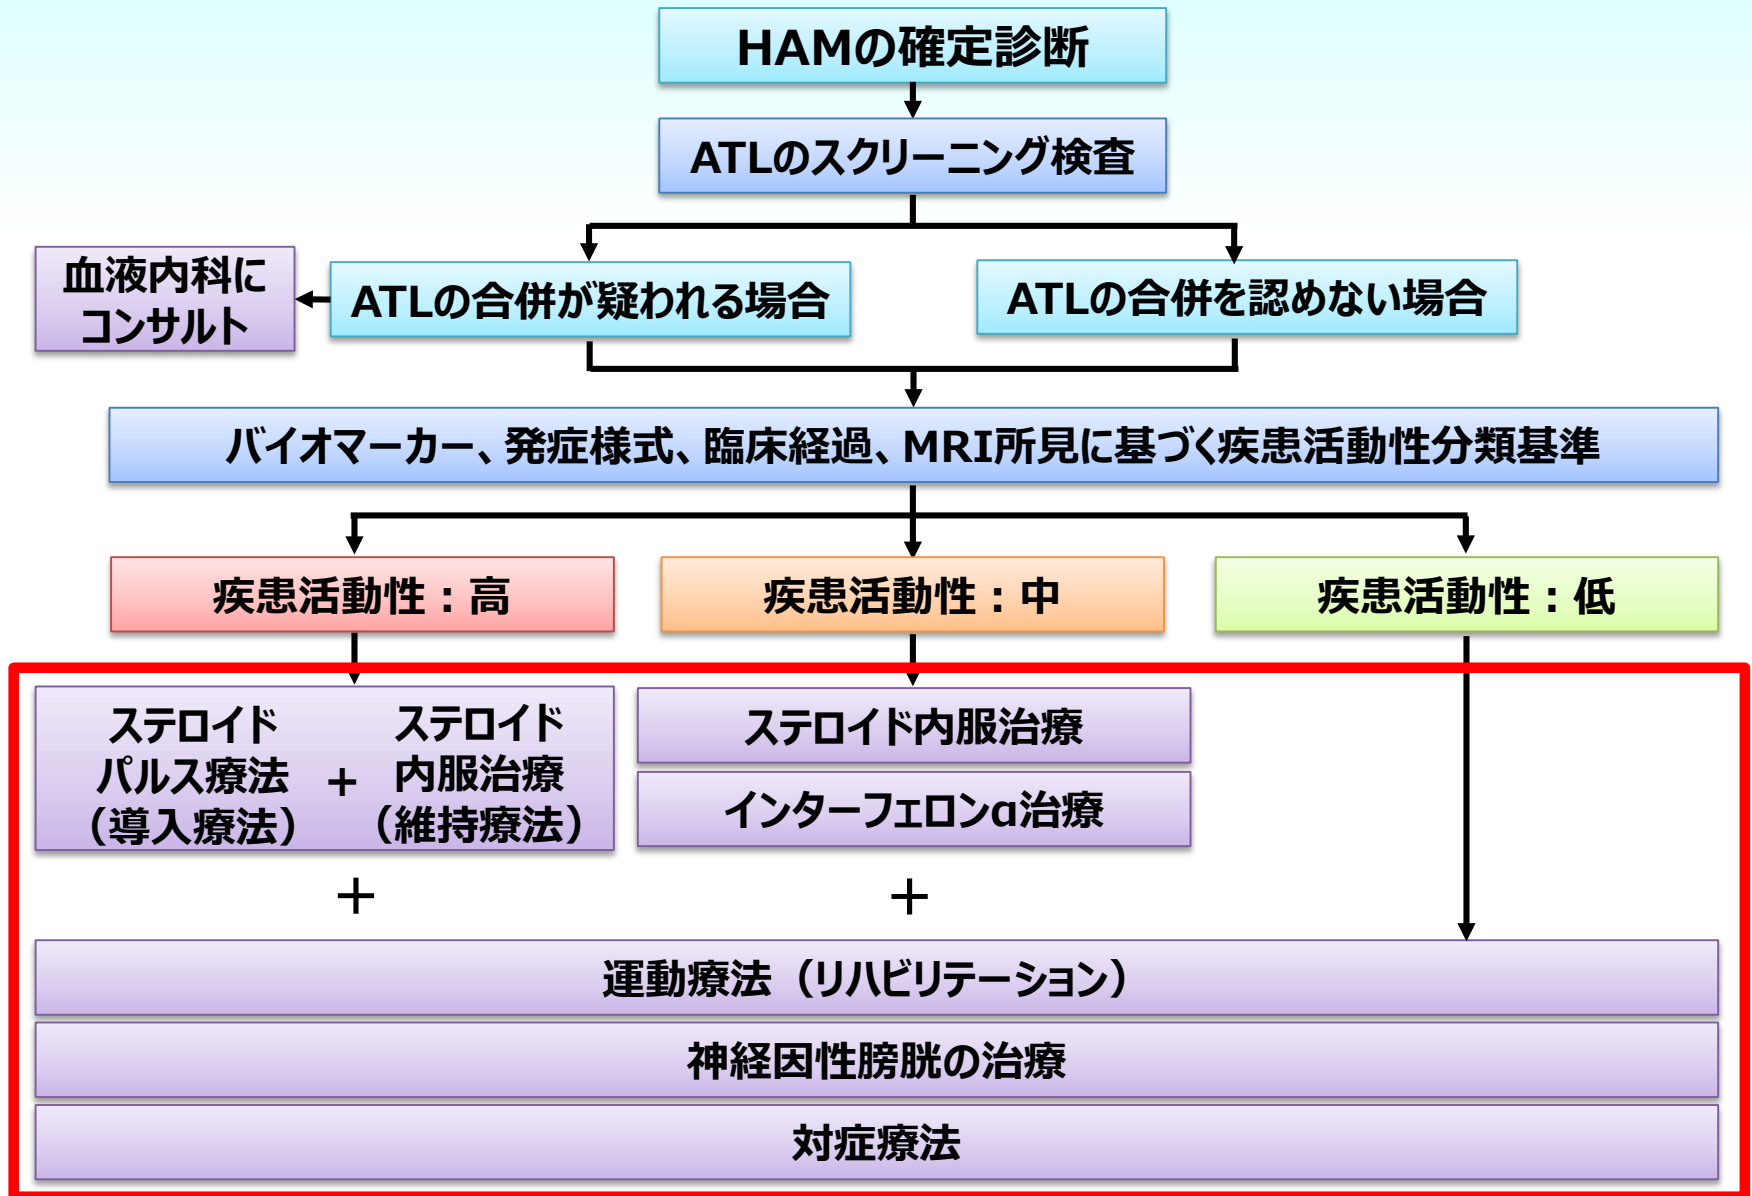 HAMの確定診断
ATLのスクリーニング検査
血液内科に
コンサルト
ATLの合併が疑われる場合
ATLの合併を認めない場合
バイオマーカー、発症様式、臨床経過、MRI所見に基づく疾患活動性分類基準
疾患活動性：高
疾患活動性：中
疾患活動性：低
ステロイド
パルス療法
（導入療法）
+
ステロイド
内服治療
（維持療法）
ステロイド内服治療
インターフェロンα治療
＋
＋
運動療法（リハビリテーション）
神経因性膀胱の治療
対症療法